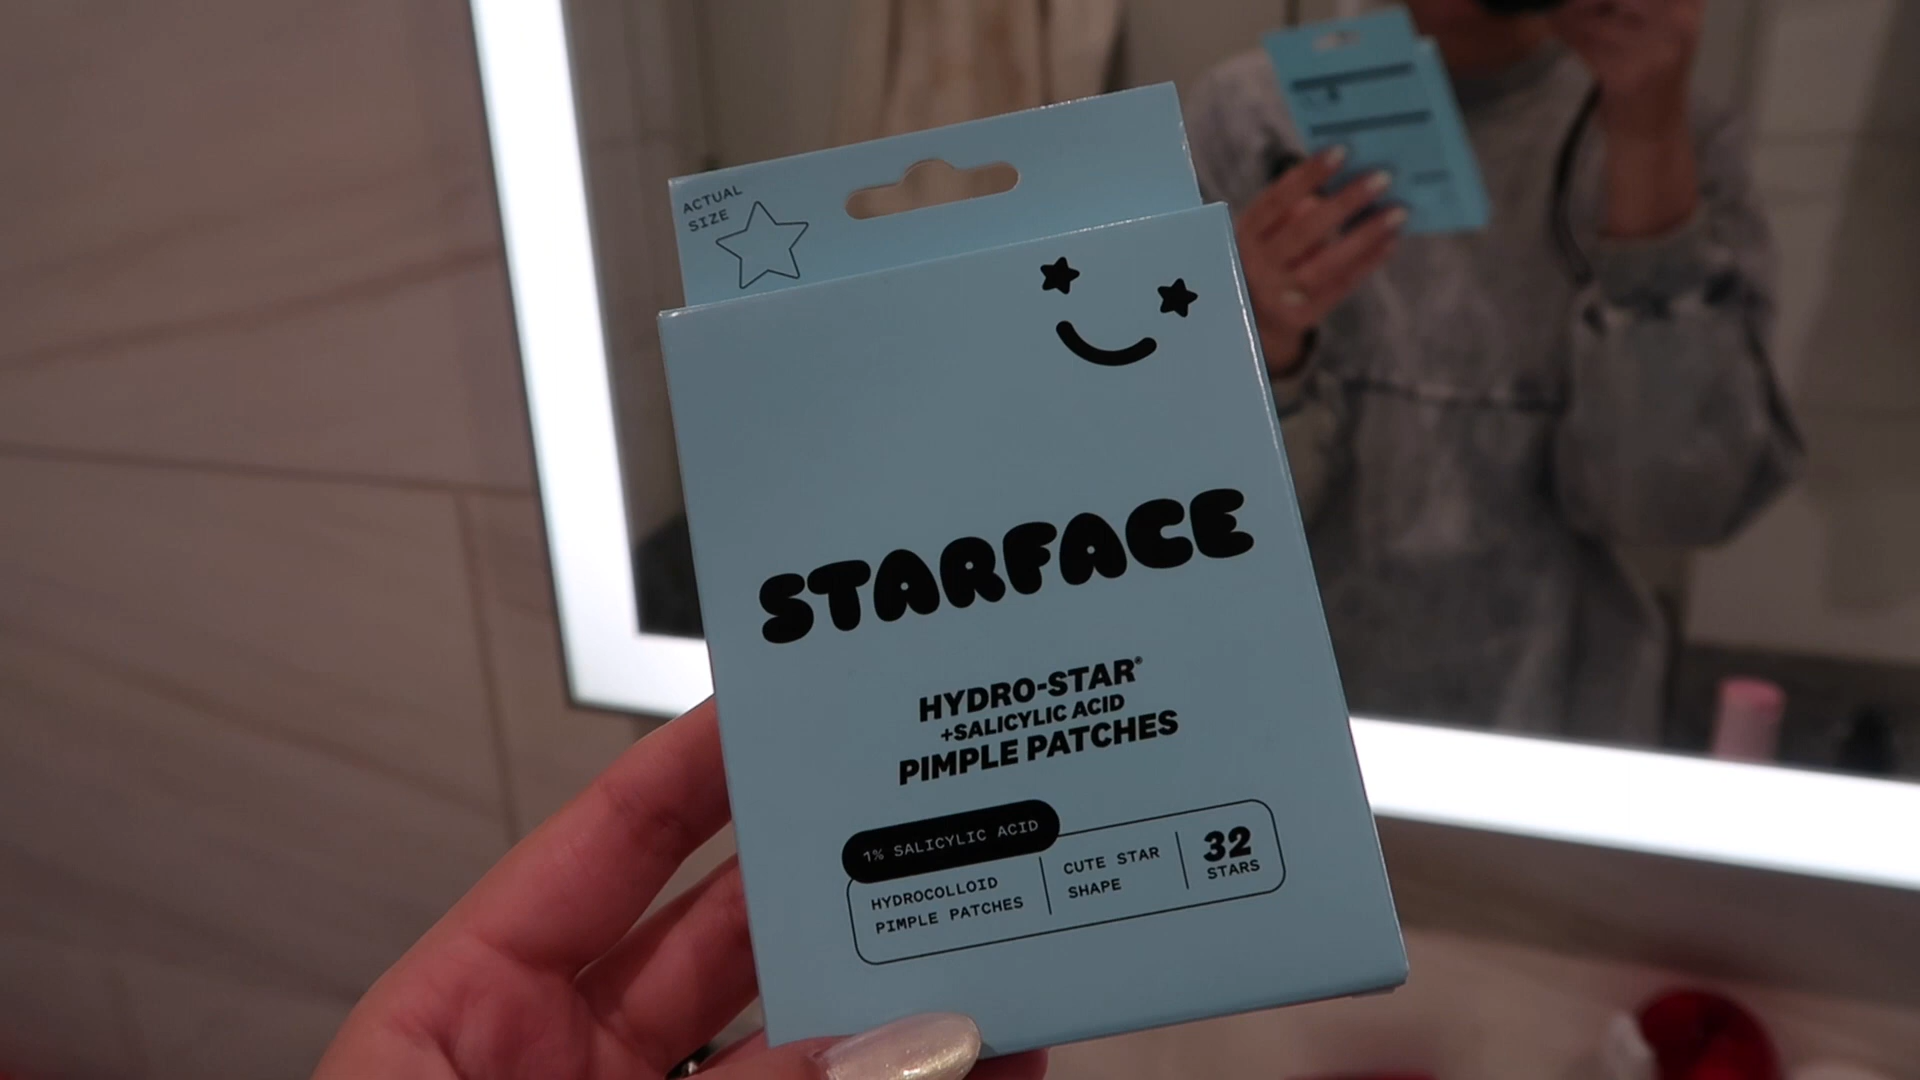 ACTUAL
SIZE
STARFACE
HYDRO-STAR®
+SALICYLIC ACID
PIMPLE PATCHES
1% SALICYLIC ACID
HYDROCOLLOID
PIMPLE PATCHES
CUTE STAR
SHAPE
32
STARS